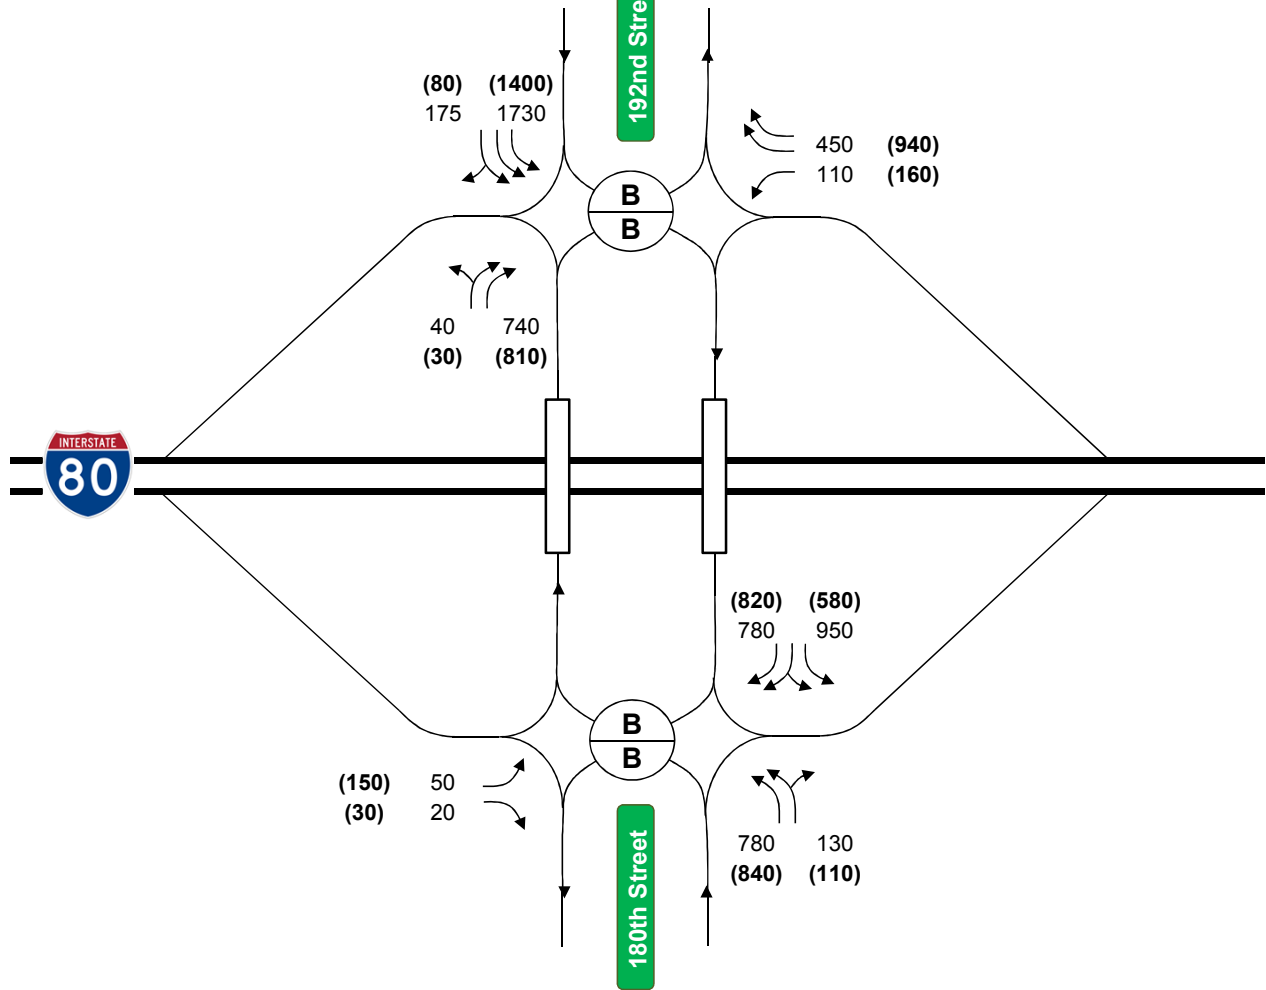 192nd Stre
(80) (1400)
175 1730
450 (940)
110 (160)
B
B
40 740
(30) (810)
INTERSTATE
80
(820) (580)
780 950
B
B
(150) 50
(30) 20
780 130
(840) (110)
180th Street